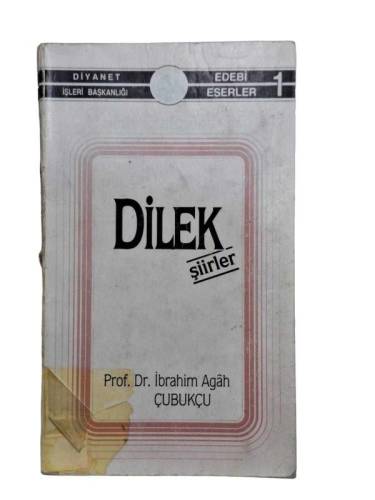 DİYANET
İŞLERİ BAŞKANLIĞI
EDEBİ
ESERLER 1
DİLEK
şiirler
Prof. Dr. İbrahim Agâh
ÇUBUKÇU